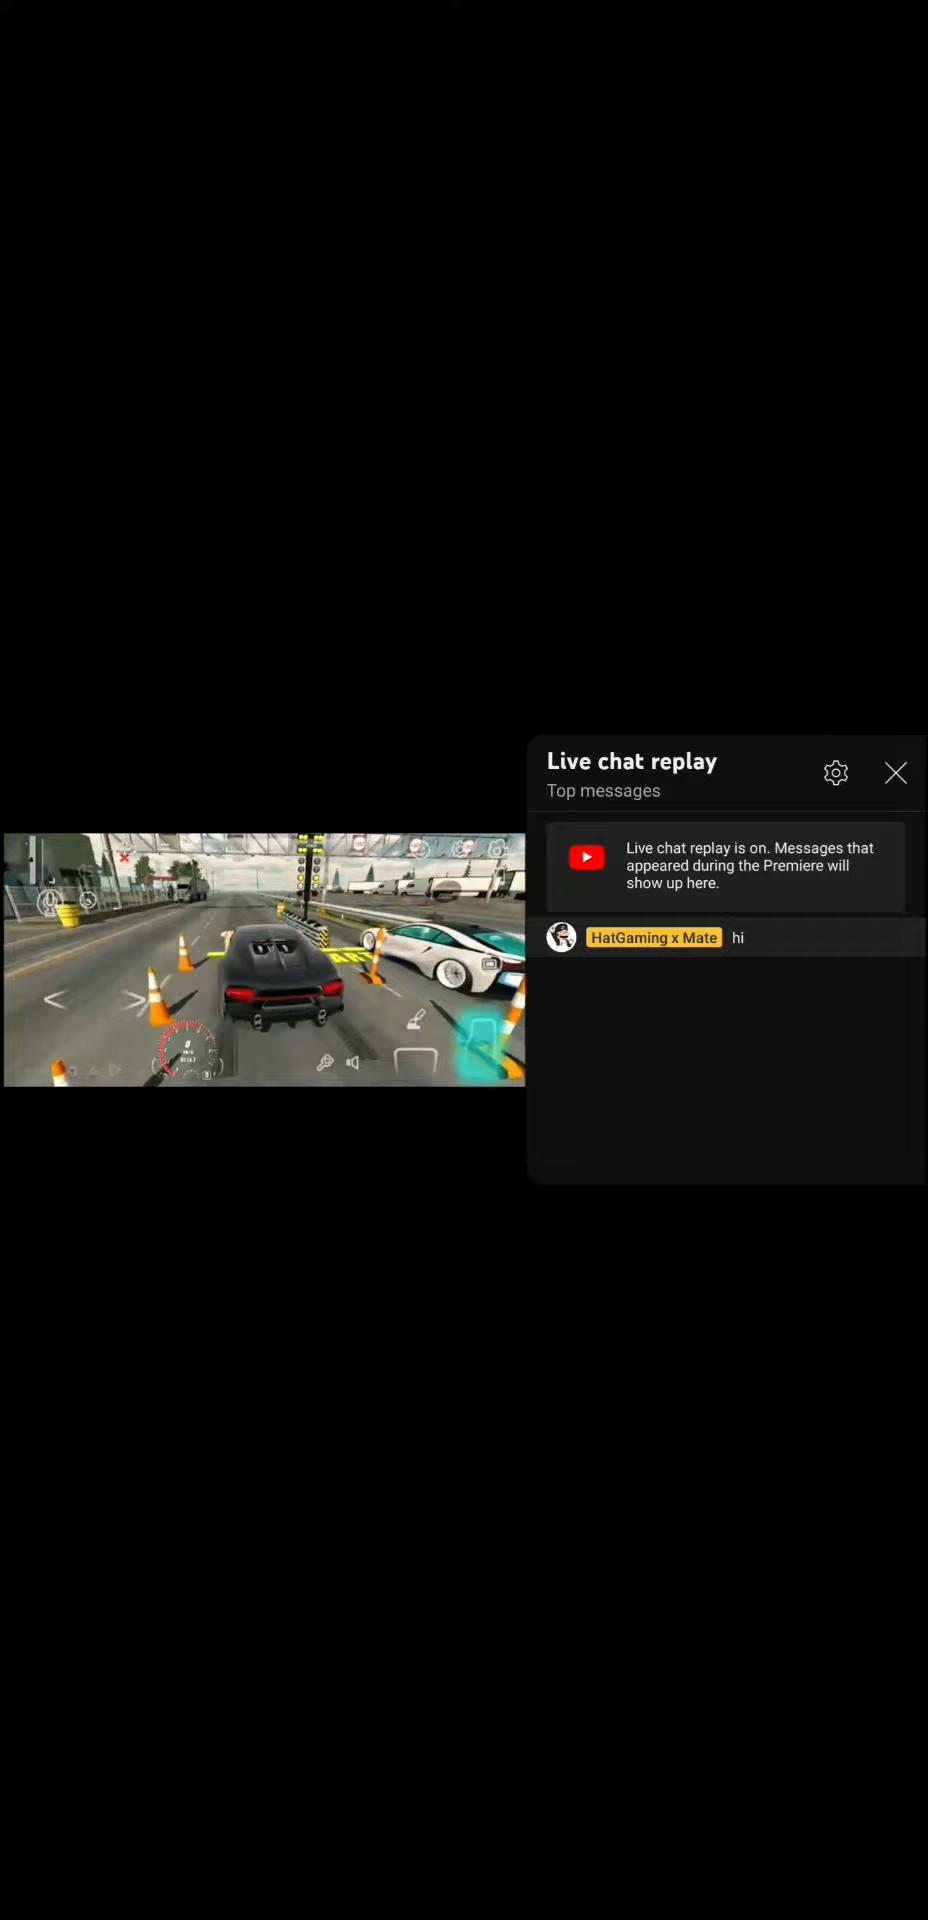 Live chat replay
Top messages
Live chat replay is on. Messages that
appeared during the Premiere will
show up here.
HatGaming x Mate hi
0